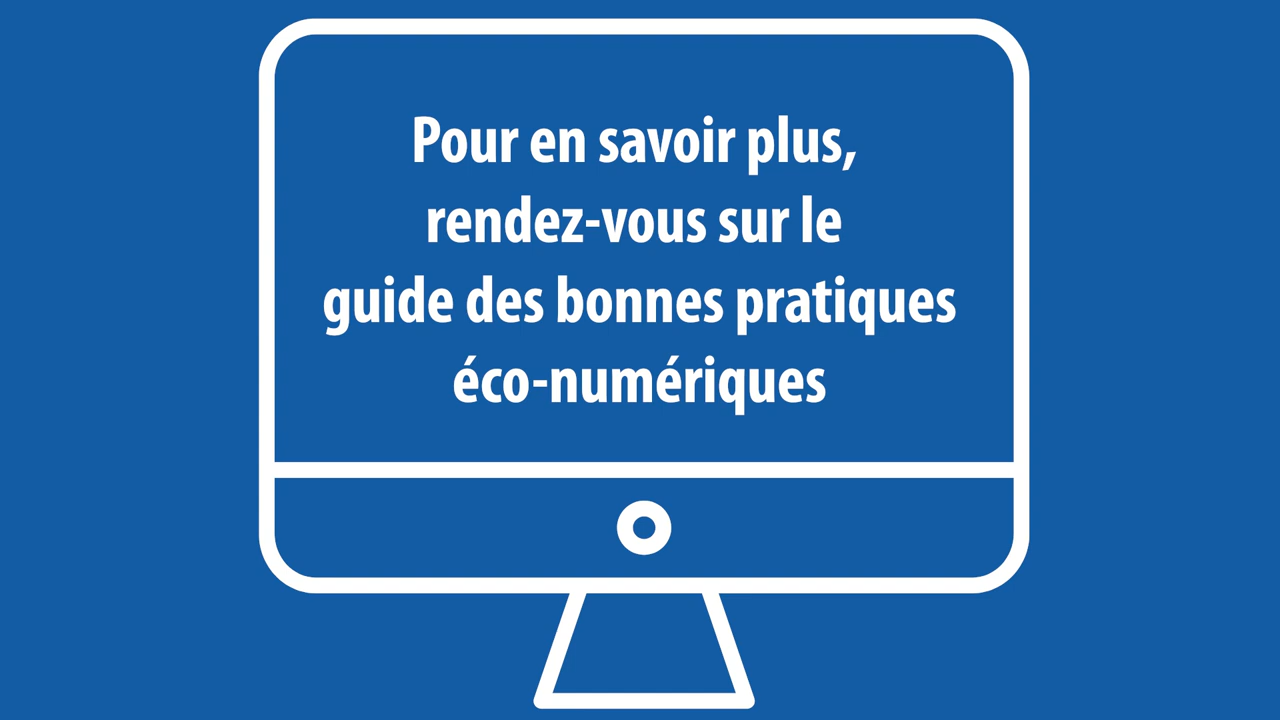 Pour en savoir plus,
rendez-vous sur le
guide des bonnes pratiques
éco-numériques